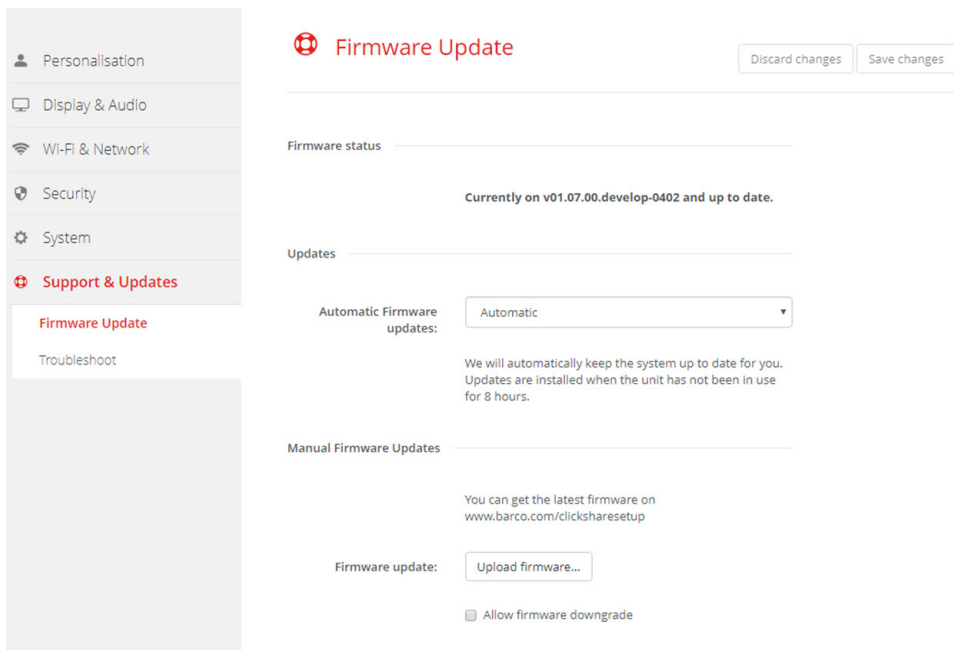 Personalisation
Display & Audio
Wi-Fi & Network
Security
System
Support & Updates
Firmware Update
Troubleshoot
Firmware Update
Discard changes
Save changes
Firmware status
Currently on v01.07.00.develop-0402 and up to date.
Updates
Automatic Firmware
updates:
Automatic
We will automatically keep the system up to date for you.
Updates are installed when the unit has not been in use
for 8 hours.
Manual Firmware Updates
You can get the latest firmware on
www.barco.com/clicksharesetup
Firmware update:
Upload firmware...
Allow firmware downgrade